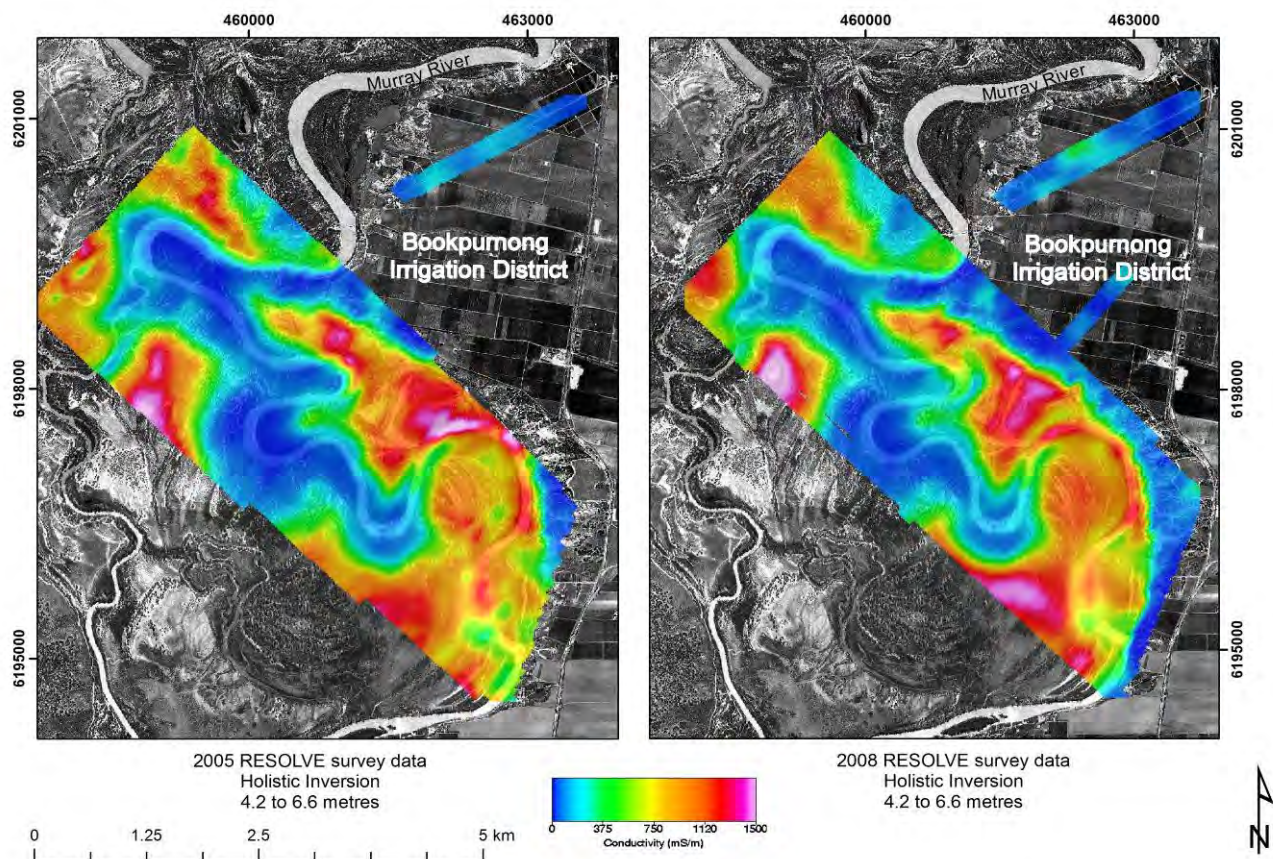 460000
463000
460000
463000
6201000
6198000
6195000
Murray River
Bookpurnong
Irrigation District
Murray River
Bookpurnong
Irrigation District
6201000
6198000
6195000
2005 RESOLVE survey data
Holistic Inversion
4.2 to 6.6 metres
2008 RESOLVE survey data
Holistic Inversion
4.2 to 6.6 metres
0
375
750
1120
1500
Conductivity (mS/m)
0
1.25
2.5
5 km
N